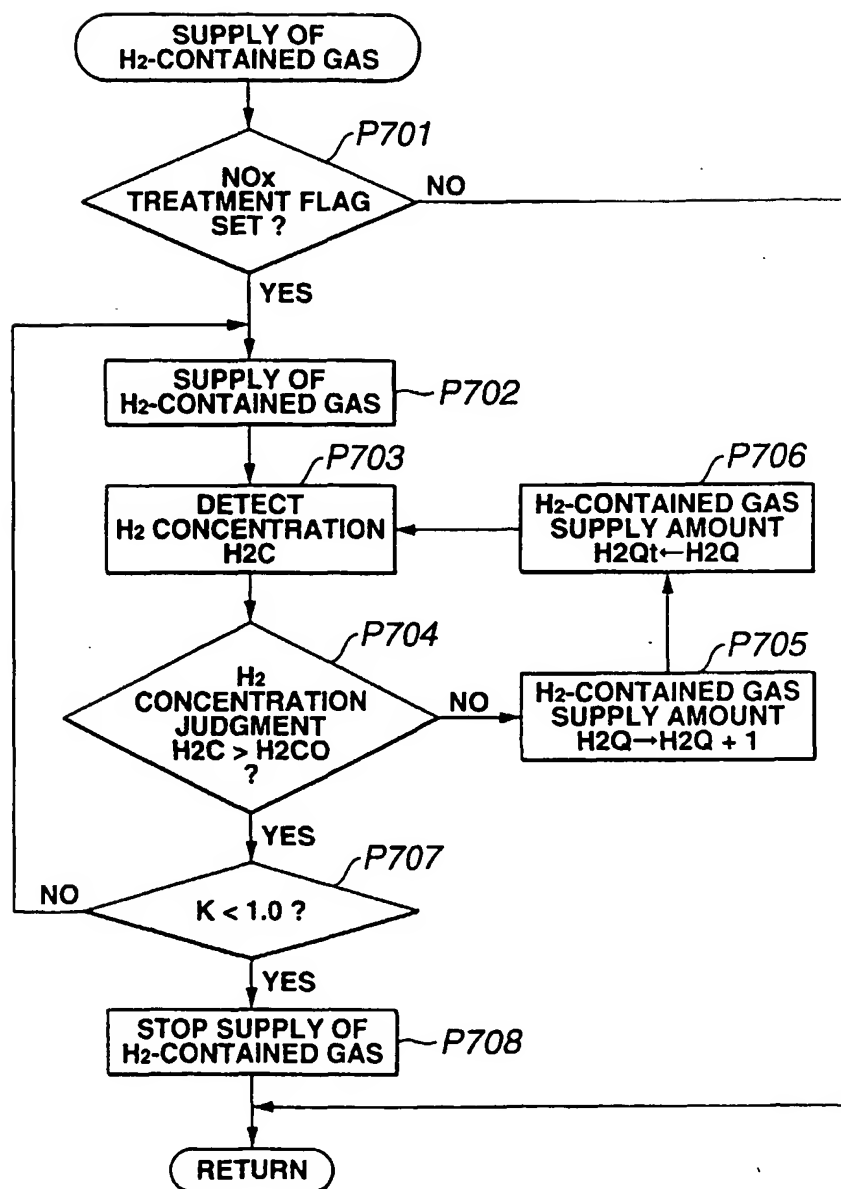 SUPPLY OF
H2-CONTAINED GAS
P701
NOx
TREATMENT FLAG
SET ?
NO
YES
SUPPLY OF
H2-CONTAINED GAS
P702
P703
DETECT
H2 CONCENTRATION
H2C
P706
H2-CONTAINED GAS
SUPPLY AMOUNT
H2Qt←H2Q
P704
H2
CONCENTRATION
JUDGMENT
H2C > H2CO
?
NO
P705
H2-CONTAINED GAS
SUPPLY AMOUNT
H2Q→H2Q + 1
YES
P707
NO
K < 1.0 ?
YES
STOP SUPPLY OF
H2-CONTAINED GAS
P708
RETURN